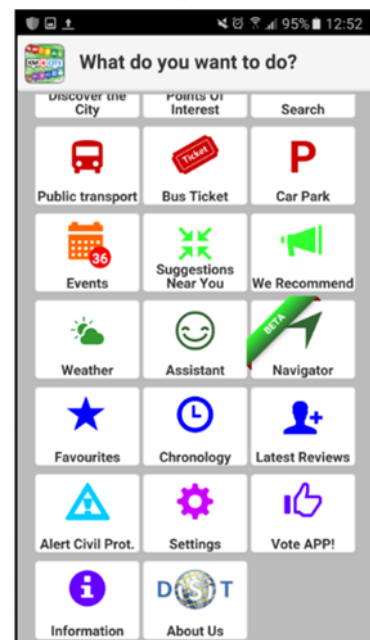 95% 12:52
What do you want to do?
Discover the
City
Points Of
Interest
Search
Public transport
Ticket
Bus Ticket
P
Car Park
36
Events
Suggestions
Near You
We Recommend
Weather
Assistant
BETA
Navigator
Favourites
Chronology
Latest Reviews
Alert Civil Prot.
Settings
Vote APP!
i
Information
DST
About Us